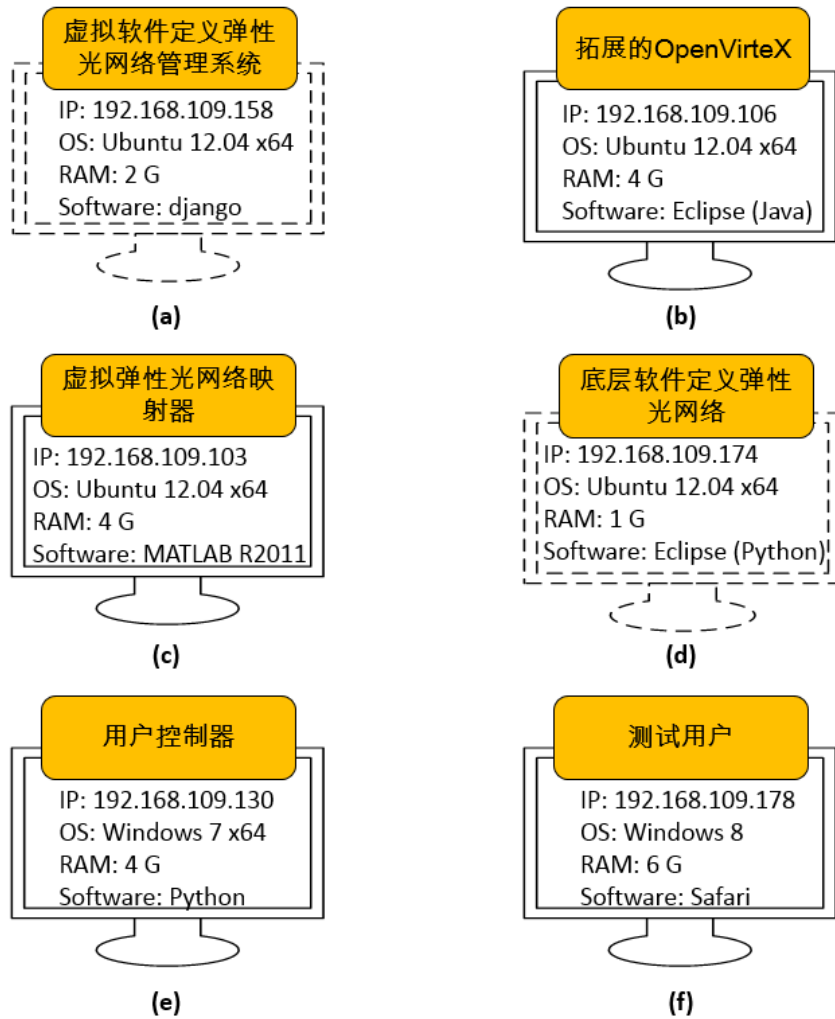 虚拟软件定义弹性
光网络管理系统
IP: 192.168.109.158
OS: Ubuntu 12.04 x64
RAM: 2 G
Software: django
(a)
拓展的OpenVirteX
IP: 192.168.109.106
OS: Ubuntu 12.04 x64
RAM: 4 G
Software: Eclipse (Java)
(b)
虚拟弹性光网络映
射器
IP: 192.168.109.103
OS: Ubuntu 12.04 x64
RAM: 4 G
Software: MATLAB R2011
(c)
底层软件定义弹性
光网络
IP: 192.168.109.174
OS: Ubuntu 12.04 x64
RAM: 1 G
Software: Eclipse (Python)
(d)
用户控制器
IP: 192.168.109.130
OS: Windows 7 x64
RAM: 4 G
Software: Python
(e)
测试用户
IP: 192.168.109.178
OS: Windows 8
RAM: 6 G
Software: Safari
(f)